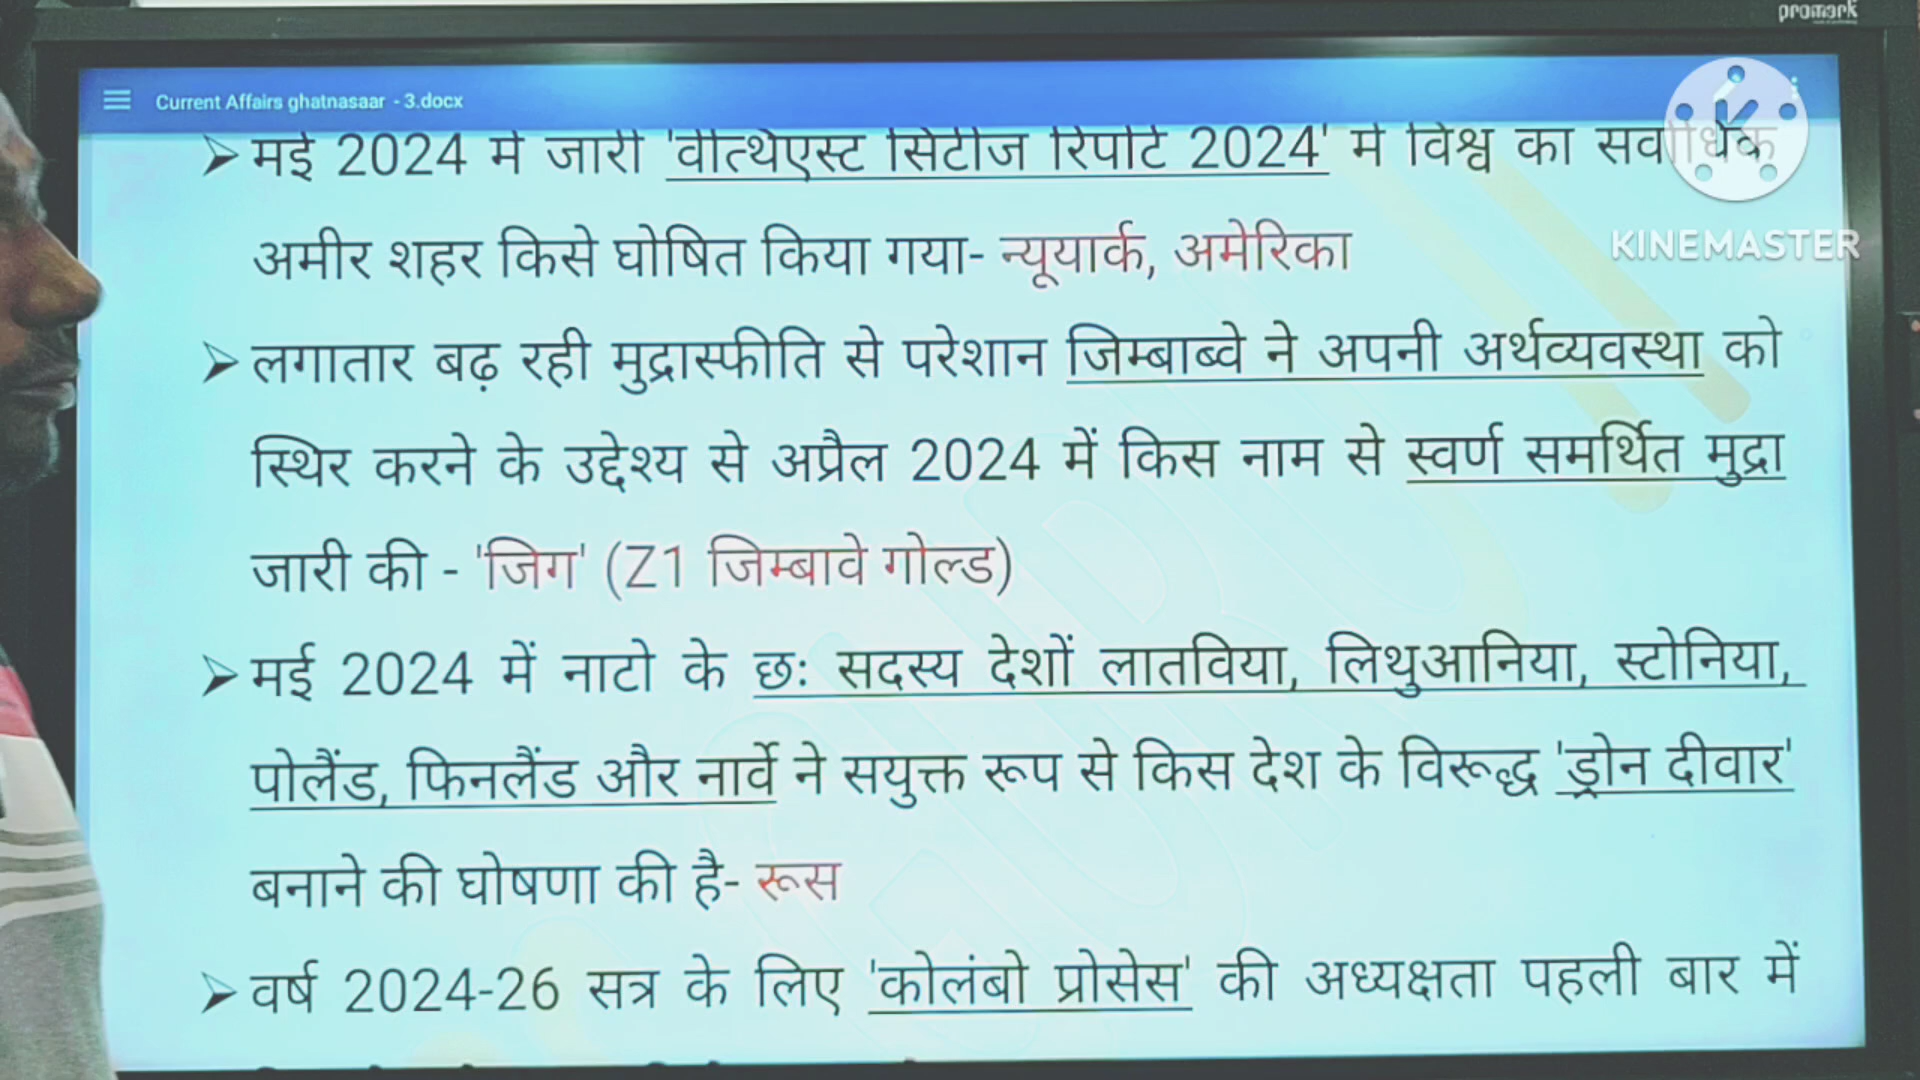 promark
Current Affairs ghatnasaar - 3.docx
➢ मई 2024 में जारी 'वेल्थिएस्ट सिटीज रिपोर्ट 2024' में विश्व का सर्वाधिक
KINEMASTER
अमीर शहर किसे घोषित किया गया- न्यूयार्क, अमेरिका
➢ लगातार बढ़ रही मुद्रास्फीति से परेशान जिम्बाब्वे ने अपनी अर्थव्यवस्था को
स्थिर करने के उद्देश्य से अप्रैल 2024 में किस नाम से स्वर्ण समर्थित मुद्रा
जारी की - 'जिग' (Z1 जिम्बावे गोल्ड)
➢ मई 2024 में नाटो के छः सदस्य देशों लातविया, लिथुआनिया, स्टोनिया,
पोलैंड, फिनलैंड और नार्वे ने सयुक्त रूप से किस देश के विरूद्ध 'ड्रोन दीवार'
बनाने की घोषणा की है- रूस
➢ वर्ष 2024-26 सत्र के लिए 'कोलंबो प्रोसेस' की अध्यक्षता पहली बार में